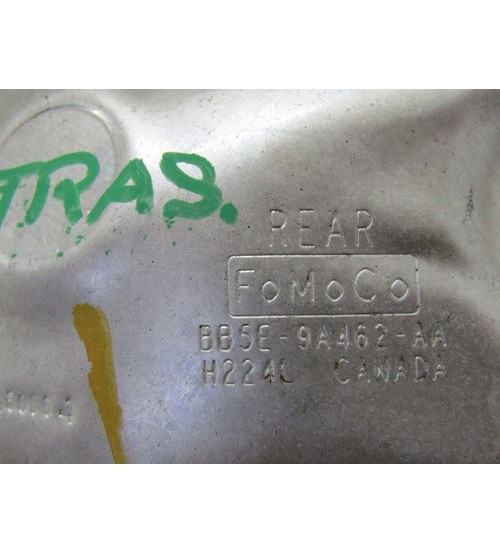 TRAS.
REAR
FoMoCo
BB5E-9A462-AA
H224L CANADA